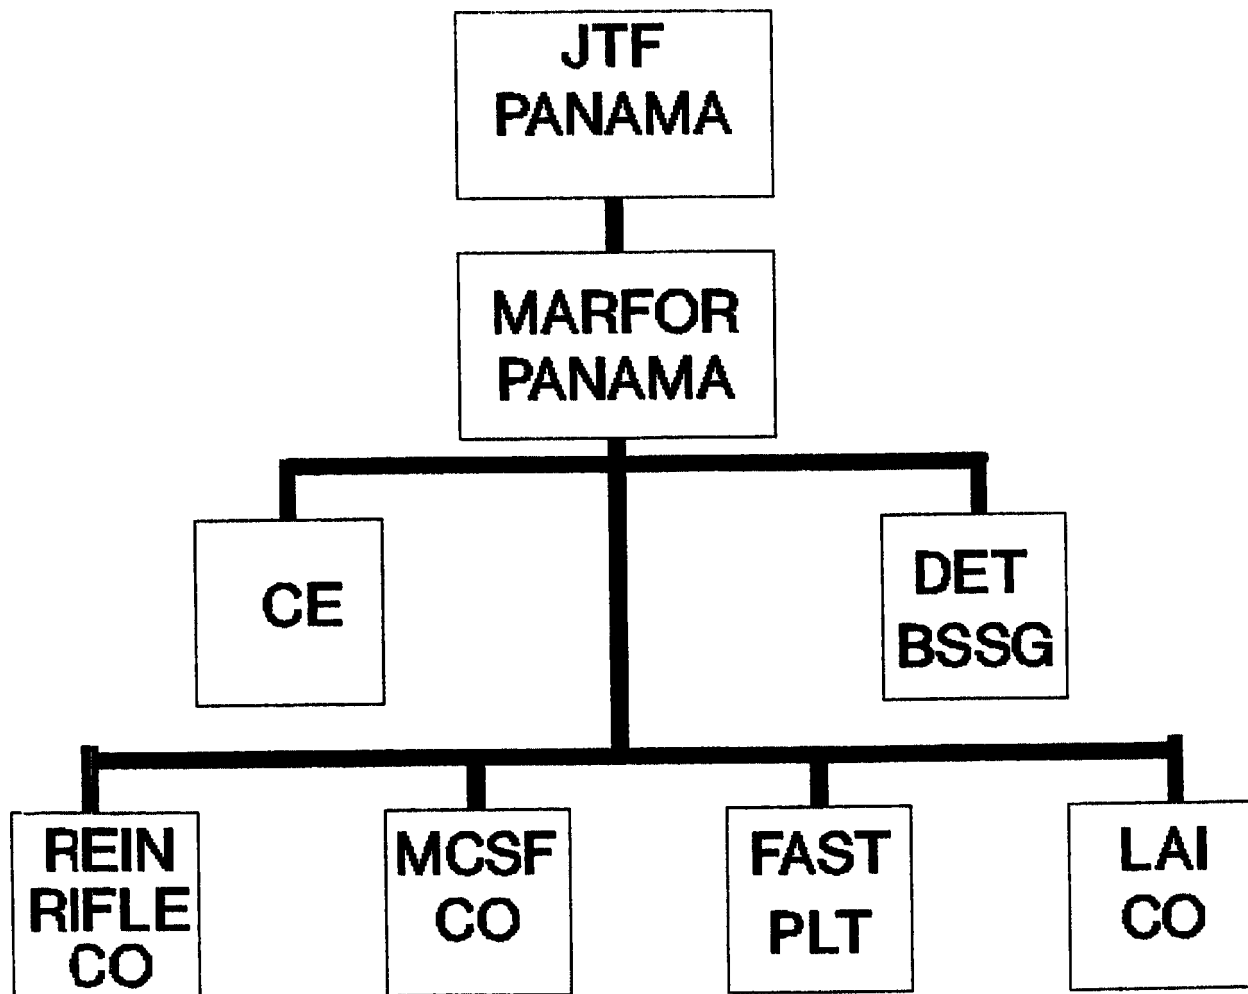 JTF
PANAMA
MARFOR
PANAMA
CE
DET
BSSG
REIN
RIFLE
CO
MCSF
CO
FAST
PLT
LAI
CO